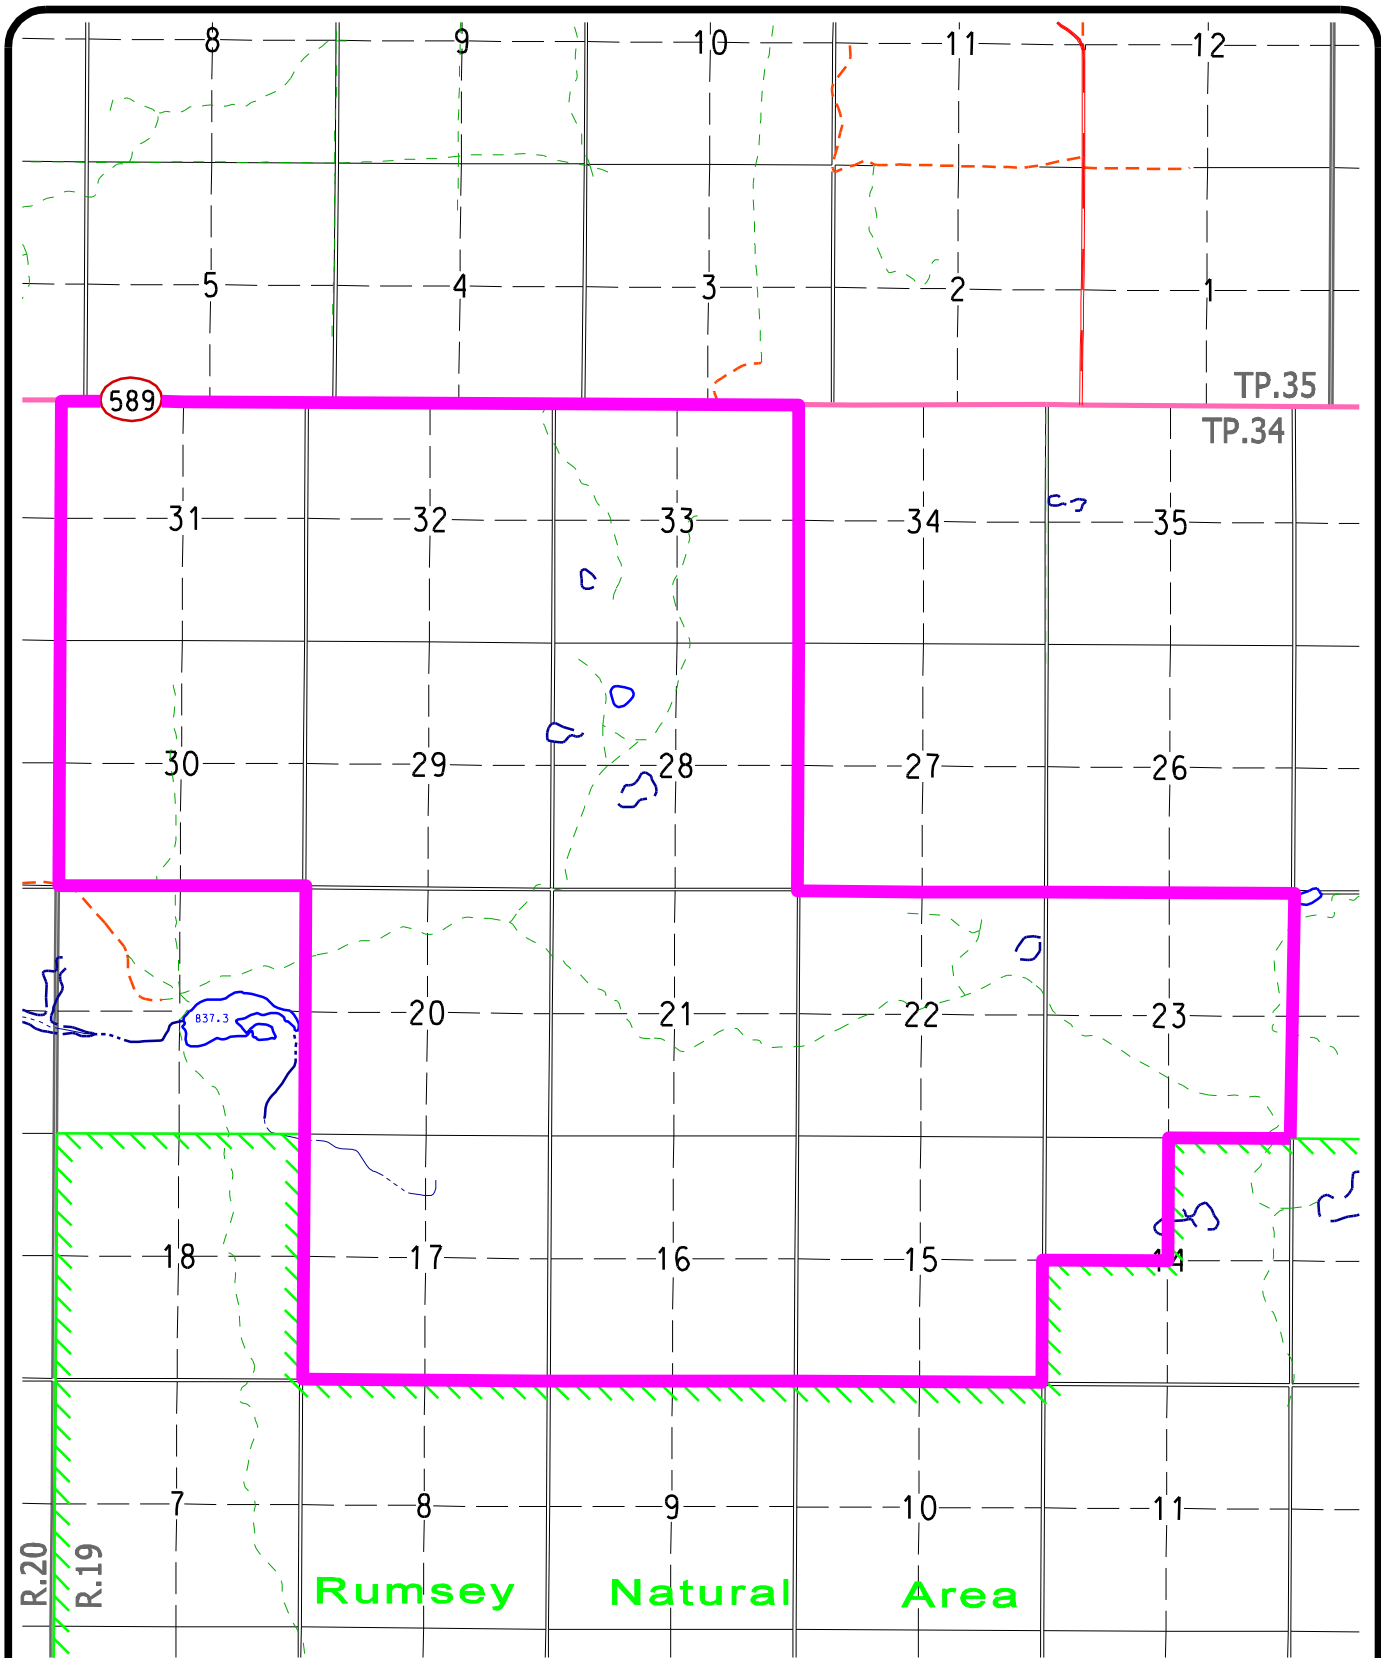 8 9 10 11 12
5 4 3 2 1
TP.35
589
TP.34
31 32 33 34 35
30 29 28 27 26
837.3
20 21 22 23
18 17 16 15 14
7 8 9 10 11
R.20 R.19
Rumsey Natural Area